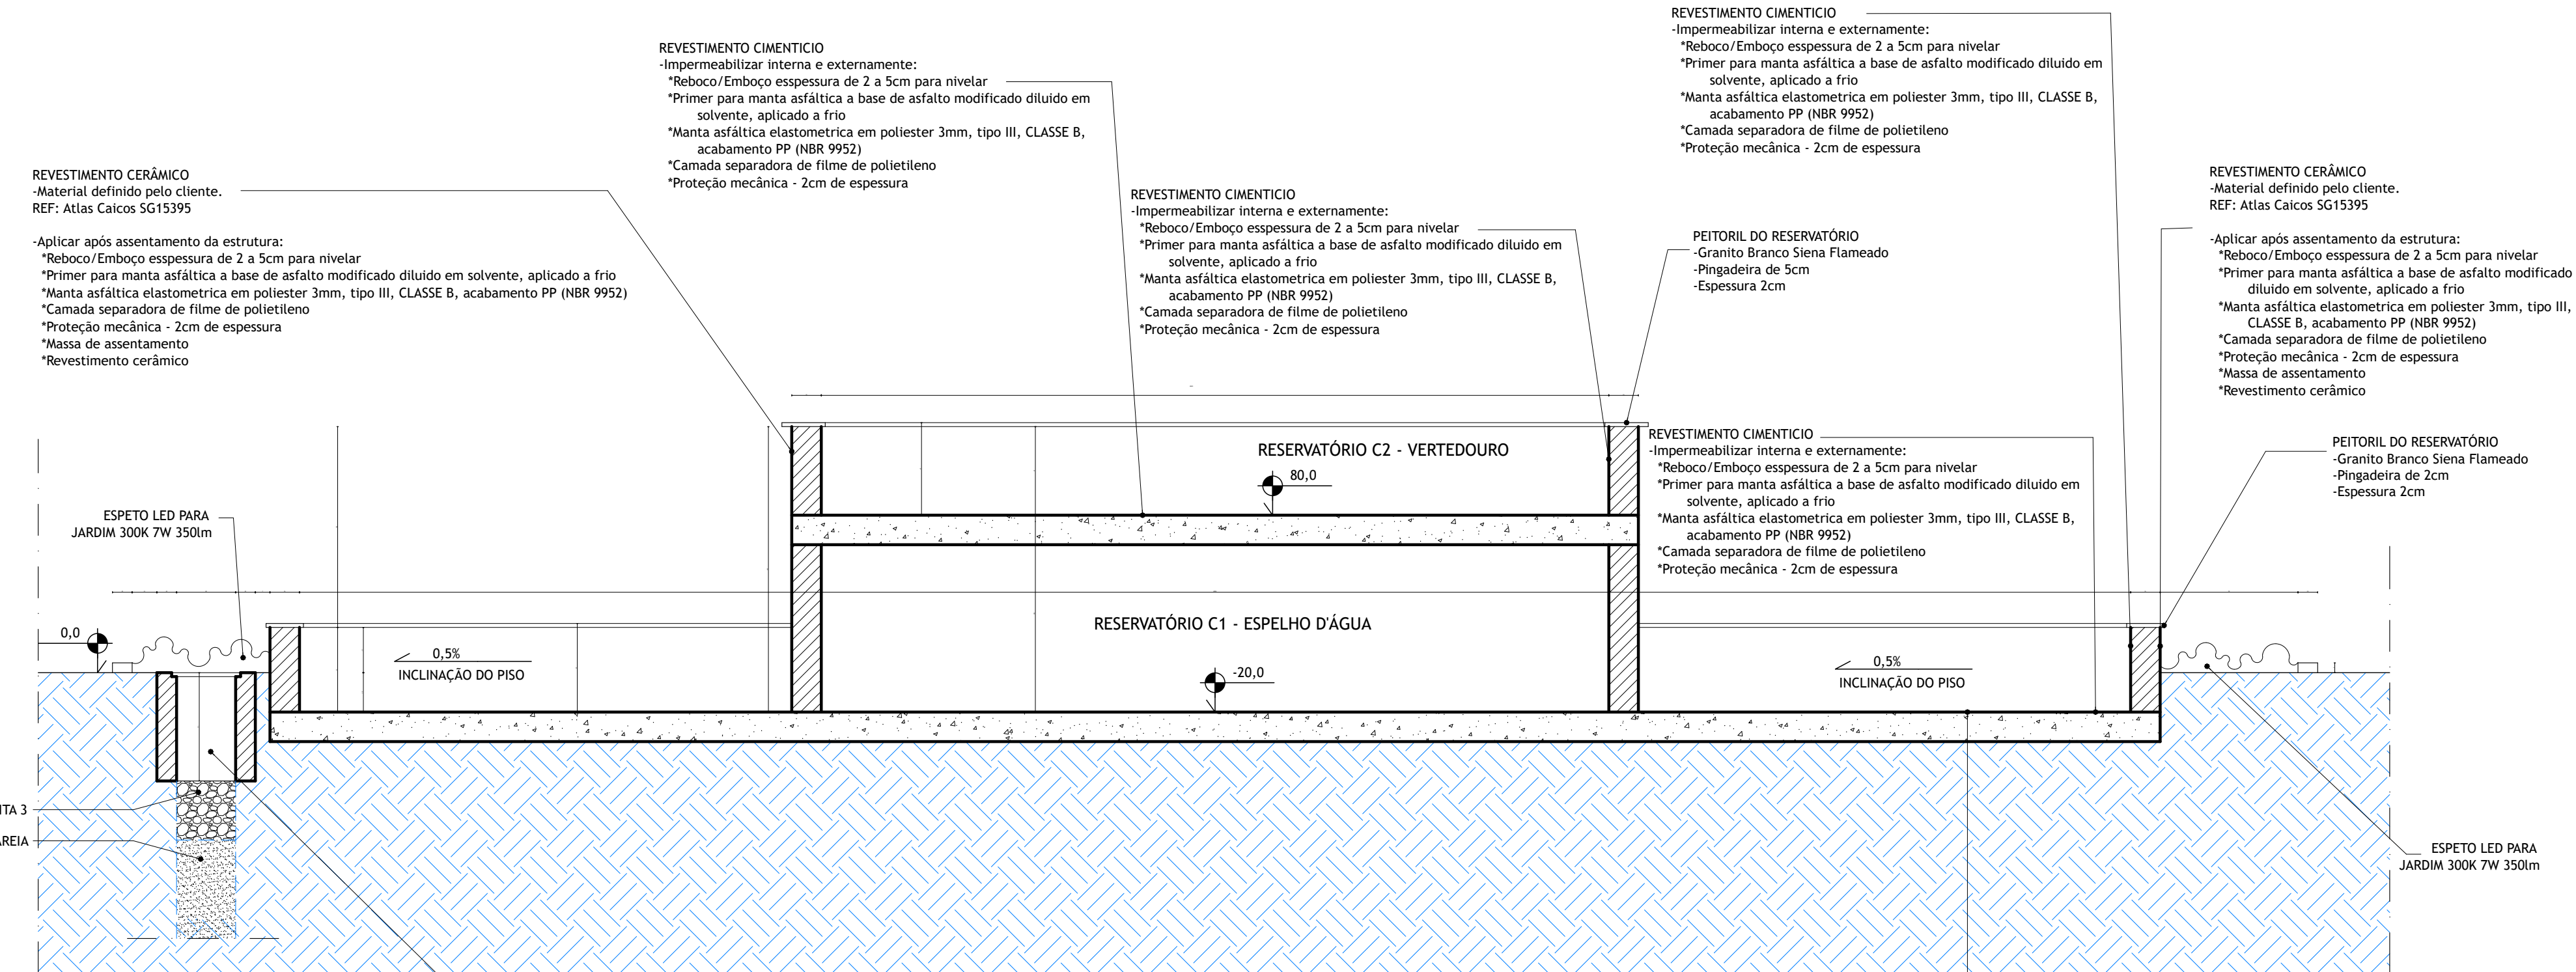 REVESTIMENTO CIMENTICIO
-Impermeabilizar interna e externamente:
*Reboco/Emboço esspessura de 2 a 5cm para nivelar
*Primer para manta asfáltica a base de asfalto modificado diluido em
solvente, aplicado a frio
*Manta asfáltica elastometrica em poliester 3mm, tipo III, CLASSE B,
acabamento PP (NBR 9952)
*Camada separadora de filme de polietileno
*Proteção mecânica - 2cm de espessura
REVESTIMENTO CIMENTICIO
-Impermeabilizar interna e externamente:
*Reboco/Emboço esspessura de 2 a 5cm para nivelar
*Primer para manta asfáltica a base de asfalto modificado diluido em
solvente, aplicado a frio
*Manta asfáltica elastometrica em poliester 3mm, tipo III, CLASSE B,
acabamento PP (NBR 9952)
*Camada separadora de filme de polietileno
*Proteção mecânica - 2cm de espessura
REVESTIMENTO CERÂMICO
-Material definido pelo cliente.
REF: Atlas Caicos SG15395
-Aplicar após assentamento da estrutura:
*Reboco/Emboço esspessura de 2 a 5cm para nivelar
*Primer para manta asfáltica a base de asfalto modificado diluido em solvente, aplicado a frio
*Manta asfáltica elastometrica em poliester 3mm, tipo III, CLASSE B, acabamento PP (NBR 9952)
*Camada separadora de filme de polietileno
*Proteção mecânica - 2cm de espessura
*Massa de assentamento
*Revestimento cerâmico
REVESTIMENTO CIMENTICIO
-Impermeabilizar interna e externamente:
*Reboco/Emboço esspessura de 2 a 5cm para nivelar
*Primer para manta asfáltica a base de asfalto modificado diluido em
solvente, aplicado a frio
*Manta asfáltica elastometrica em poliester 3mm, tipo III, CLASSE B,
acabamento PP (NBR 9952)
*Camada separadora de filme de polietileno
*Proteção mecânica - 2cm de espessura
PEITORIL DO RESERVATÓRIO
-Granito Branco Siena Flameado
-Pingadeira de 5cm
-Espessura 2cm
REVESTIMENTO CERÂMICO
-Material definido pelo cliente.
REF: Atlas Caicos SG15395
-Aplicar após assentamento da estrutura:
*Reboco/Emboço esspessura de 2 a 5cm para nivelar
*Primer para manta asfáltica a base de asfalto modificado
diluido em solvente, aplicado a frio
*Manta asfáltica elastometrica em poliester 3mm, tipo III,
CLASSE B, acabamento PP (NBR 9952)
*Camada separadora de filme de polietileno
*Proteção mecânica - 2cm de espessura
*Massa de assentamento
*Revestimento cerâmico
RESERVATÓRIO C2 - VERTEDOURO
80,0
REVESTIMENTO CIMENTICIO
-Impermeabilizar interna e externamente:
*Reboco/Emboço esspessura de 2 a 5cm para nivelar
*Primer para manta asfáltica a base de asfalto modificado diluido em
solvente, aplicado a frio
*Manta asfáltica elastometrica em poliester 3mm, tipo III, CLASSE B,
acabamento PP (NBR 9952)
*Camada separadora de filme de polietileno
*Proteção mecânica - 2cm de espessura
PEITORIL DO RESERVATÓRIO
-Granito Branco Siena Flameado
-Pingadeira de 2cm
-Espessura 2cm
ESPETO LED PARA
JARDIM 300K 7W 350lm
0,0
0,5%
INCLINAÇÃO DO PISO
RESERVATÓRIO C1 - ESPELHO D'ÁGUA
-20,0
0,5%
INCLINAÇÃO DO PISO
ITA 3
AREIA
ESPETO LED PARA
JARDIM 300K 7W 350lm